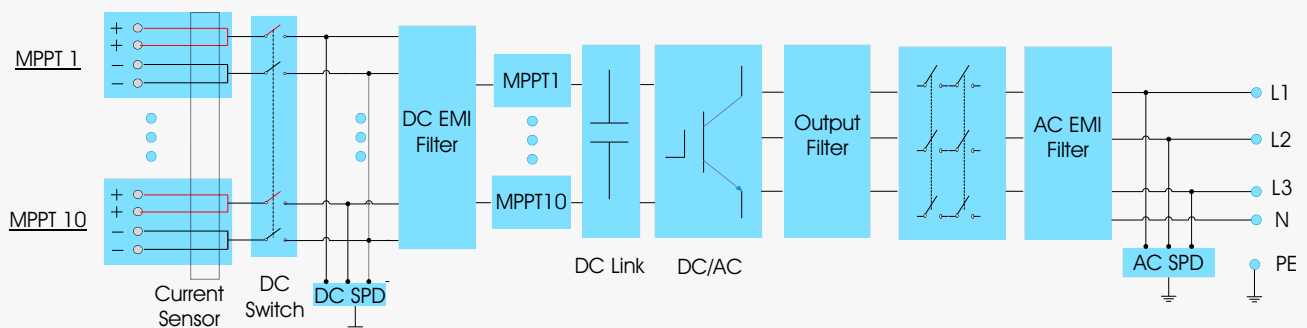 MPPT 1
+
+
−
−
MPPT 10
+
+
−
−
Current
Sensor
DC
Switch
DC SPD
DC EMI
Filter
MPPT1
MPPT10
DC Link
DC/AC
Output
Filter
AC EMI
Filter
L1
L2
L3
N
AC SPD
PE